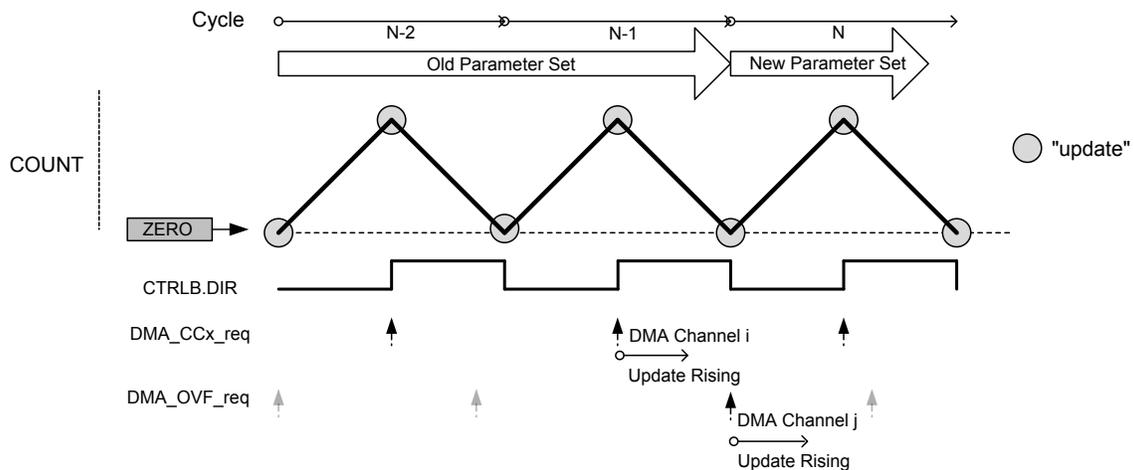 Cycle
N-2
N-1
N
Old Parameter Set
New Parameter Set
COUNT
"update"
ZERO
CTRLB.DIR
DMA_CCx_req
DMA Channel i
Update Rising
DMA_OVF_req
DMA Channel j
Update Rising